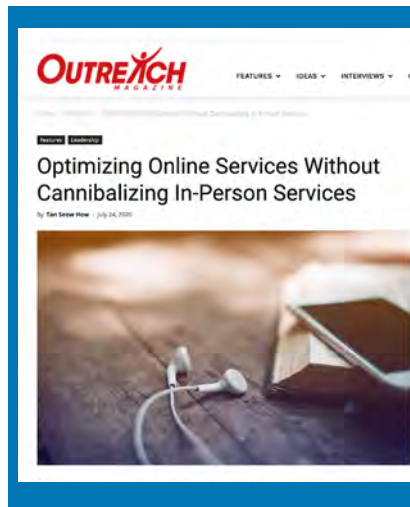 OUTREACH
MAGAZINE
FEATURES IDEAS INTERVIEWS
Features Leadership
Optimizing Online Services Without
Cannibalizing In-Person Services
By Tan Seow How - July 24, 2020